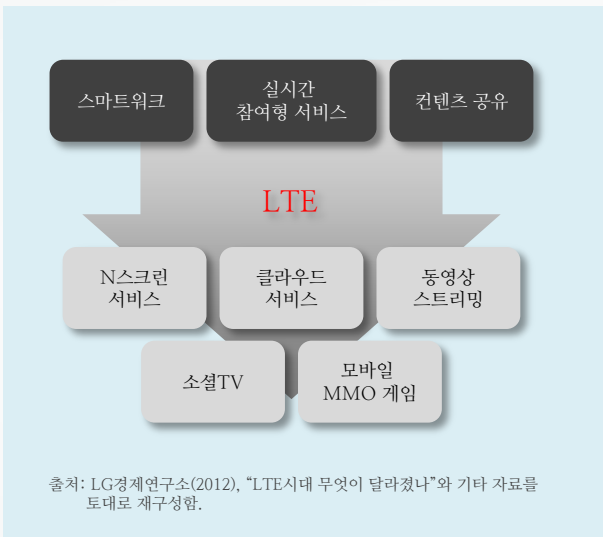 스마트워크
실시간
참여형 서비스
컨텐츠 공유
LTE
N스크린
서비스
클라우드
서비스
동영상
스트리밍
소셜TV
모바일
MMO 게임
출처: LG경제연구소(2012), “LTE시대 무엇이 달라졌나”와 기타 자료를
토대로 재구성함.